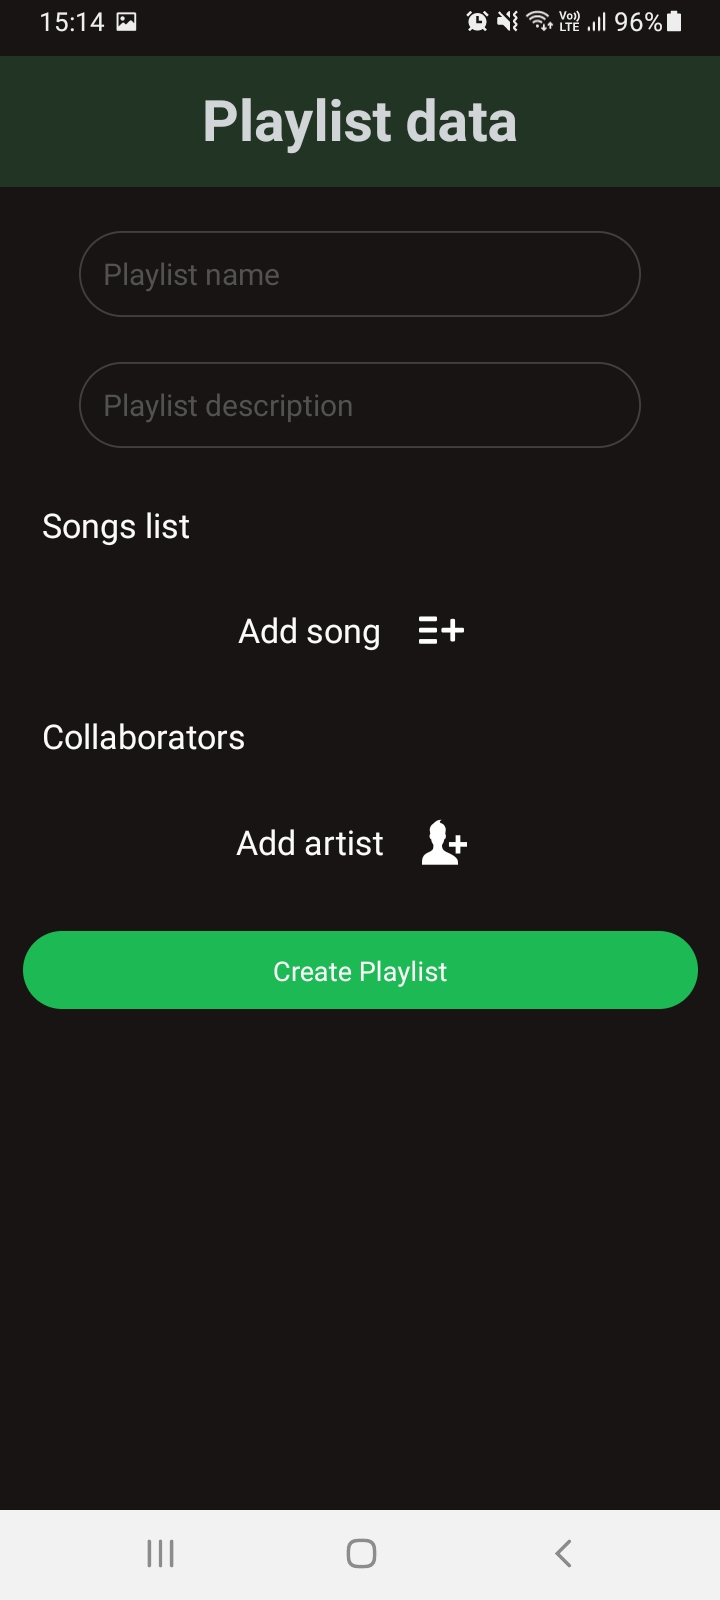 15:14 Vo)) LTE 96%
Playlist data
Playlist name
Playlist description
Songs list
Add song
Collaborators
Add artist
Create Playlist